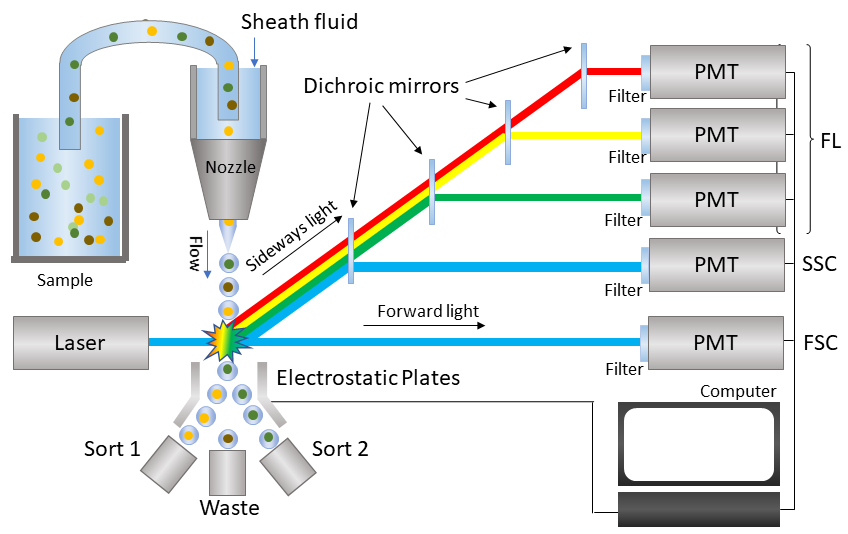 Sheath fluid
Dichroic mirrors
PMT
Filter
PMT
Filter
FL
PMT
Filter
Nozzle
Sample
Flow
Sideways light
PMT
SSC
Filter
Forward light
Laser
PMT
FSC
Filter
Electrostatic Plates
Computer
Sort 1
Sort 2
Waste